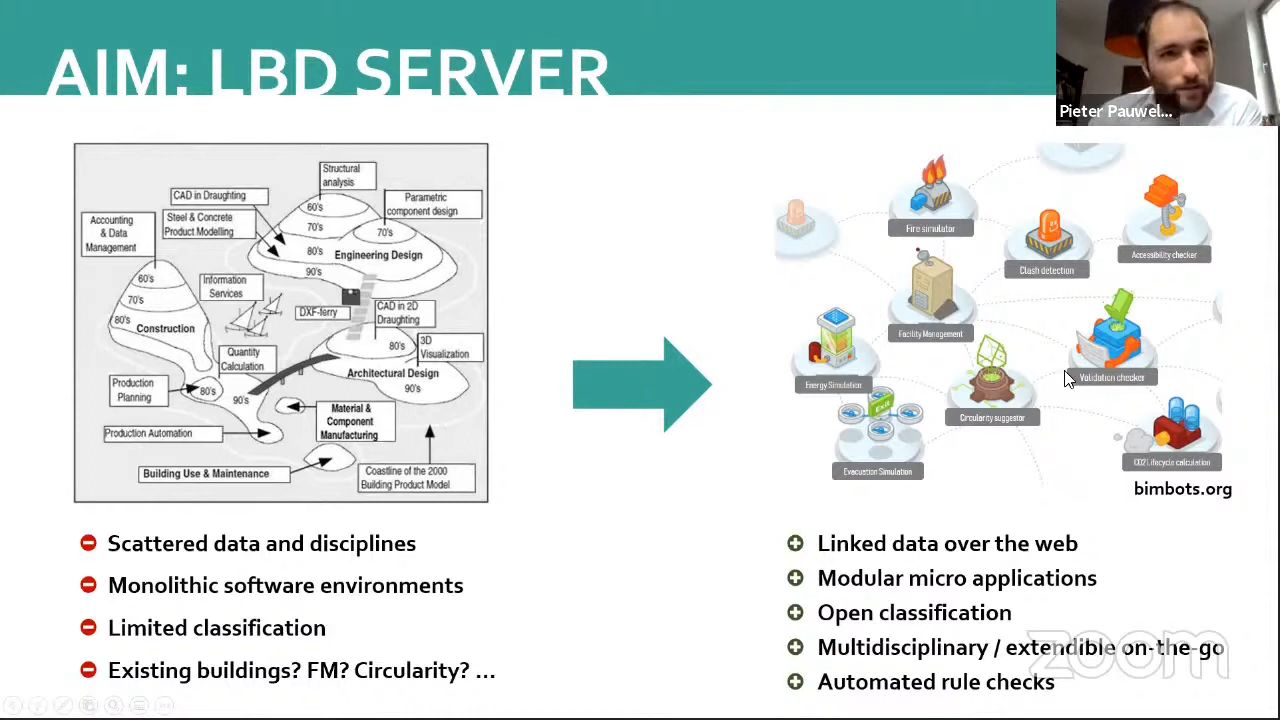 AIM: LBD SERVER
Pieter Pauwel...
Structural
analysis
CAD in Draughting
Parametric
component design
Accounting
& Data
Management
Steel & Concrete
Product Modelling
60's
70's
80's
90's
70's
Engineering Design
60's
70's
80's
Construction
Information
Services
DXF-ferry
CAD in 2D
Draughting
80's
3D
Visualization
Quantity
Calculation
Architectural Design
90's
Production
Planning
80's
90's
Material &
Component
Manufacturing
Production Automation
Building Use & Maintenance
Coastline of the 2000
Building Product Model
Fire simulator
Clash detection
Accessibility checker
Facility Management
Energy Simulation
Validation checker
Circularity suggestor
Exit
Evacuation Simulation
CO2 Lifecycle calculation
bimbots.org
Scattered data and disciplines
Monolithic software environments
Limited classification
Existing buildings? FM? Circularity? ...
Linked data over the web
Modular micro applications
Open classification
Multidisciplinary / extendible on-the-go
Automated rule checks
zoom